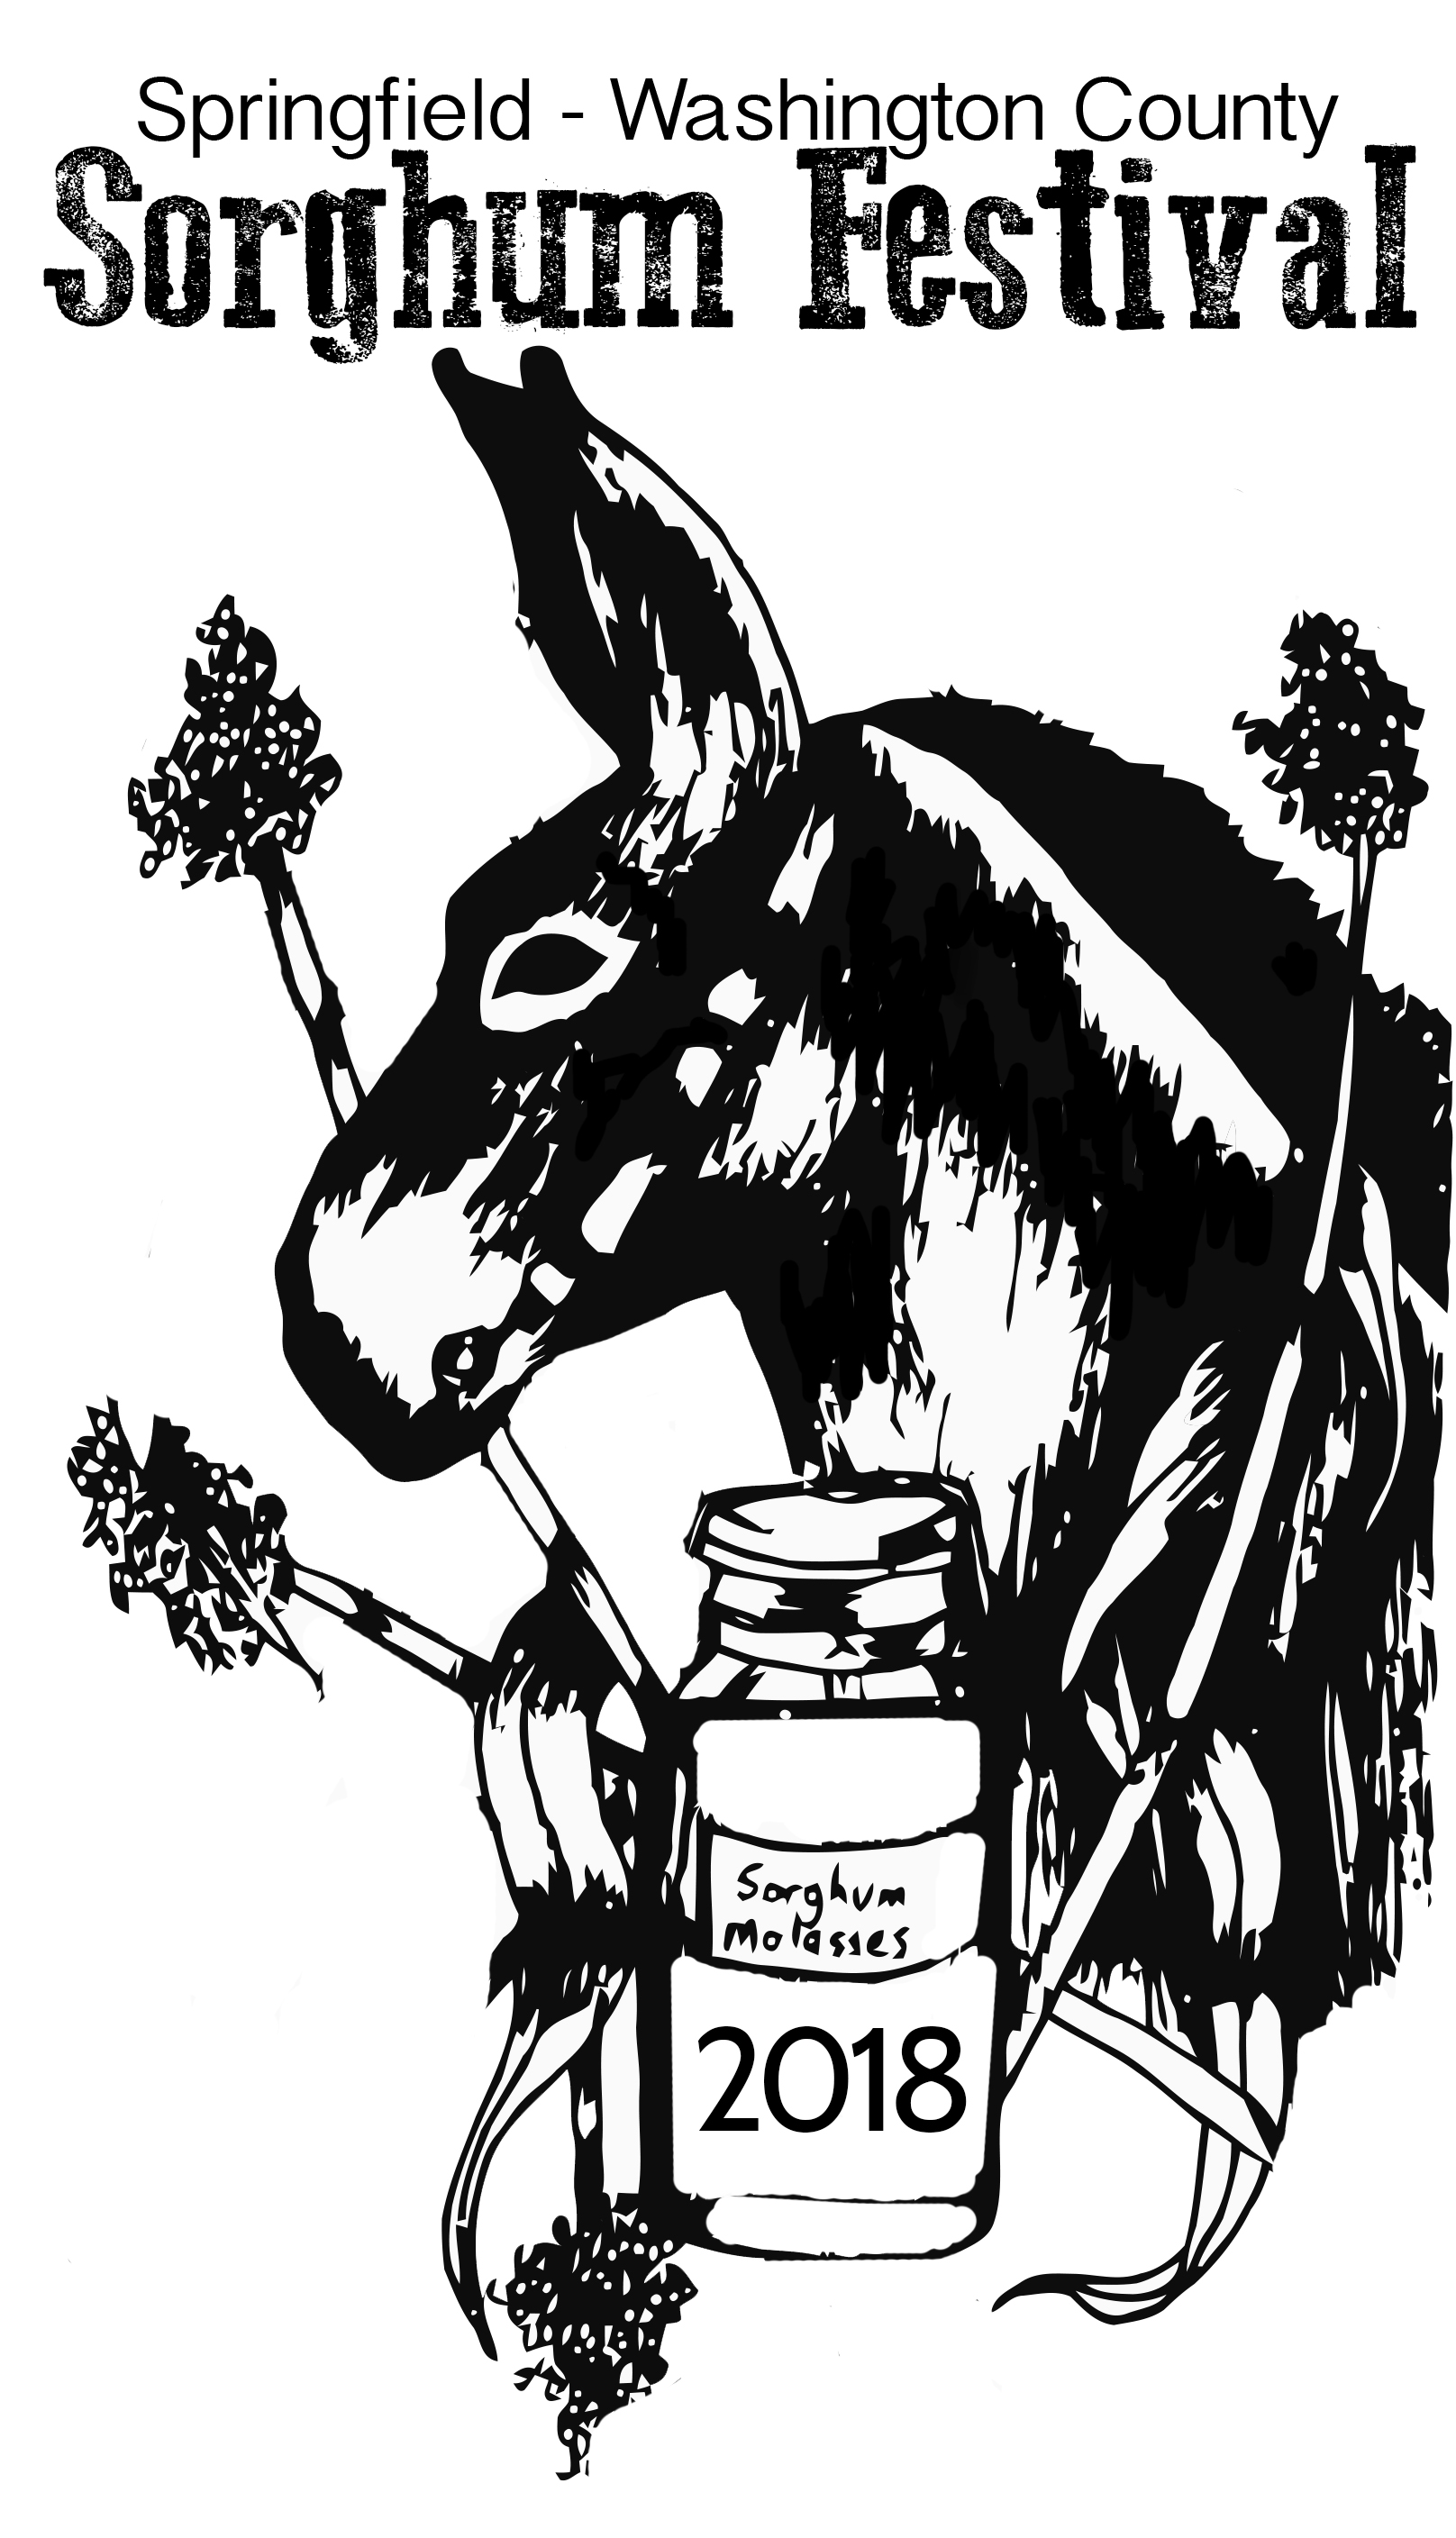 Springfield - Washington County
Sorghum Festival
Sorghum
Molasses
2018